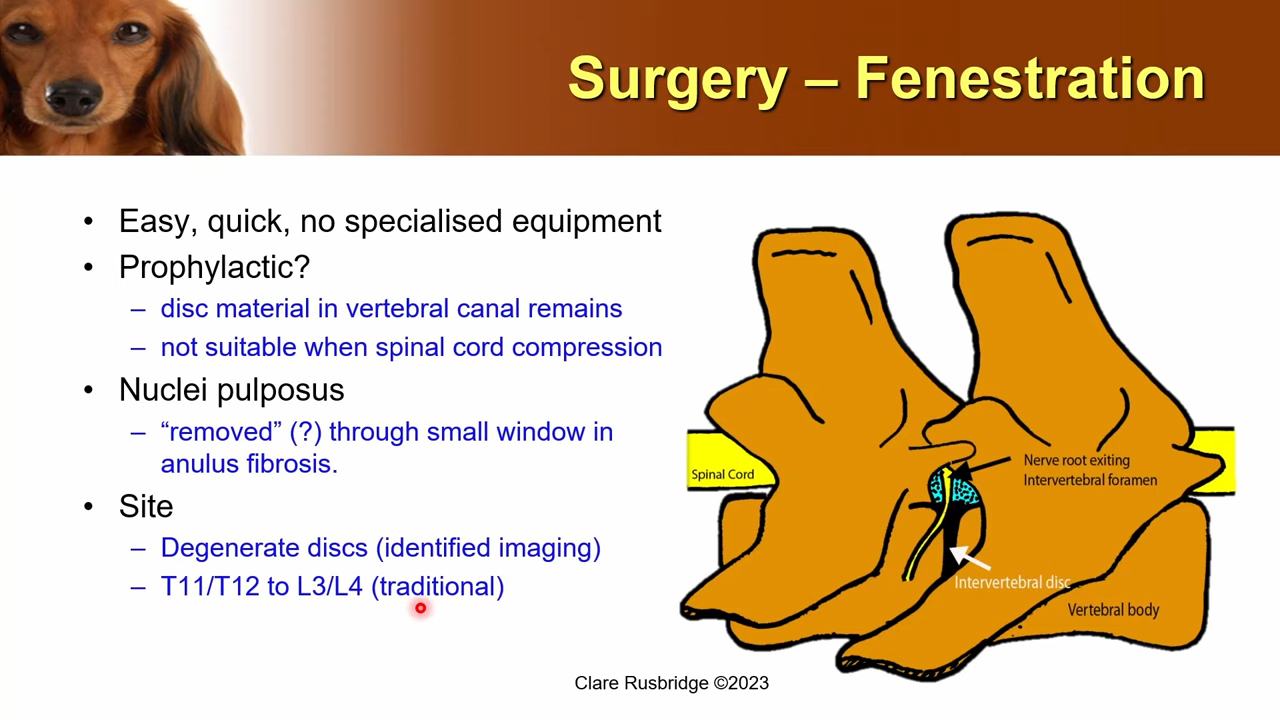 Surgery – Fenestration
• Easy, quick, no specialised equipment
• Prophylactic?
– disc material in vertebral canal remains
– not suitable when spinal cord compression
• Nuclei pulposus
– “removed” (?) through small window in
anulus fibrosis.
• Site
– Degenerate discs (identified imaging)
– T11/T12 to L3/L4 (traditional)
Spinal Cord
Nerve root exiting
Intervertebral foramen
Intervertebral disc
Vertebral body
Clare Rusbridge ©2023